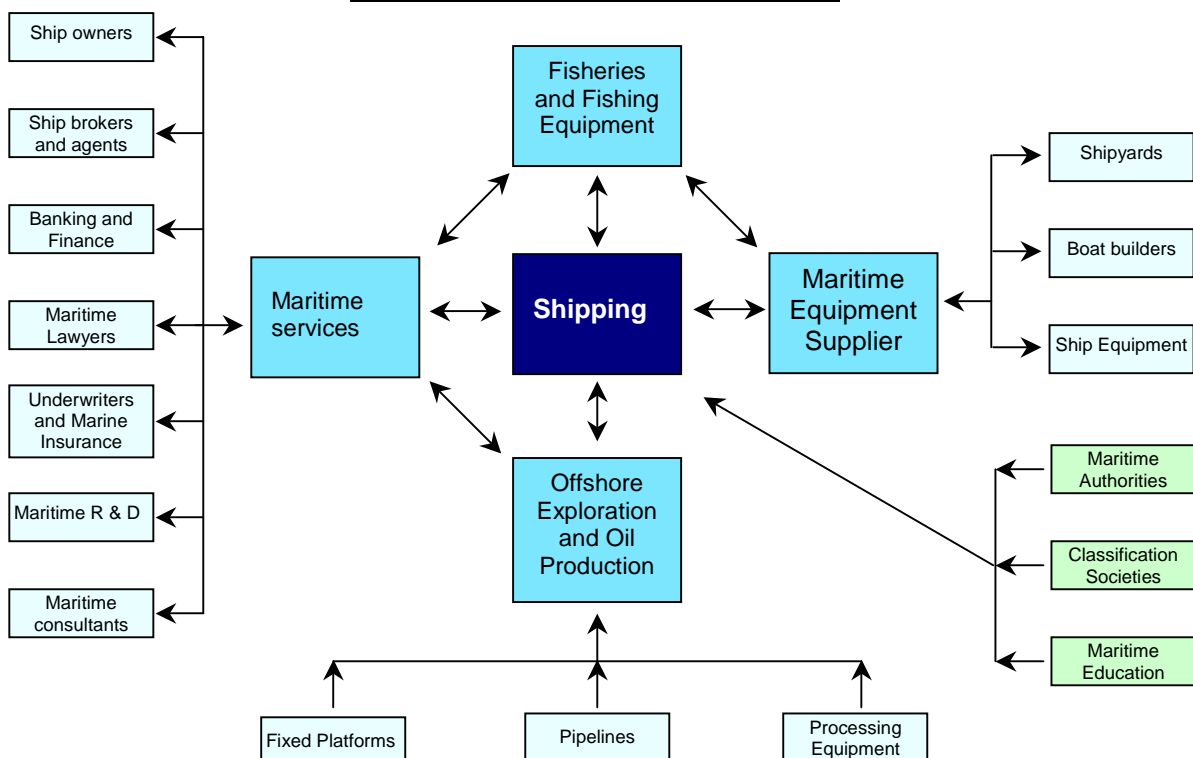 Ship owners
Ship brokers
and agents
Banking and
Finance
Maritime
Lawyers
Underwriters
and Marine
Insurance
Maritime R & D
Maritime
consultants
Maritime
services
Fisheries
and Fishing
Equipment
Shipping
Offshore
Exploration
and Oil
Production
Fixed Platforms
Pipelines
Processing
Equipment
Maritime
Equipment
Supplier
Shipyards
Boat builders
Ship Equipment
Maritime
Authorities
Classification
Societies
Maritime
Education